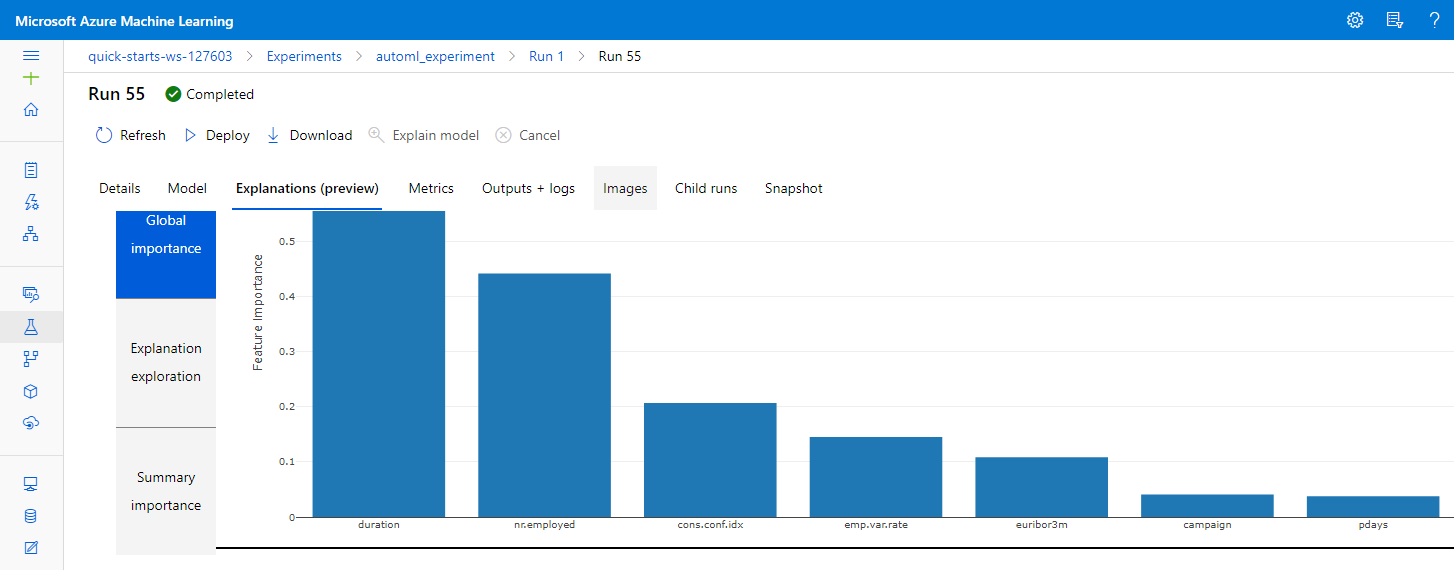 Microsoft Azure Machine Learning
quick-starts-ws-127603 > Experiments > automl_experiment > Run 1 > Run 55
Run 55 Completed
Refresh Deploy Download Explain model Cancel
Details Model Explanations (preview) Metrics Outputs + logs Images Child runs Snapshot
Global
importance
Explanation
exploration
Summary
importance
Feature Importance
0.5
0.4
0.3
0.2
0.1
0
duration nr.employed cons.conf.idx emp.var.rate euribor3m campaign pdays